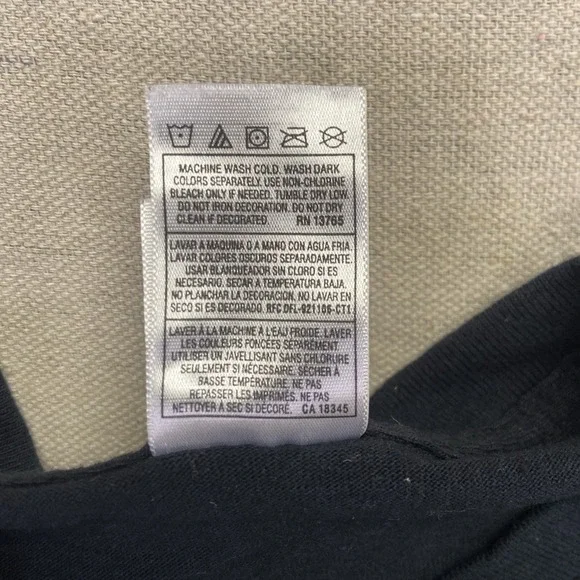 MACHINE WASH COLD. WASH DARK
COLORS SEPARATELY. USE NON-CHLORINE
BLEACH ONLY IF NEEDED. TUMBLE DRY LOW.
DO NOT IRON DECORATION. DO NOT DRY
CLEAN IF DECORATED. RN 13765
LAVAR A MAQUINA O A MANO CON AGUA FRIA.
LAVAR COLORES OSCUROS SEPARADAMENTE.
USAR BLANQUEADOR SIN CLORO SI ES
NECESARIO. SECAR A TEMPERATURA BAJA.
NO PLANCHAR LA DECORACION. NO LAVAR EN
SECO SI ES DECORADO. RFC DFL-021106-CT1
LAVER À LA MACHINE À L'EAU FROIDE. LAVER
LES COULEURS FONCÉES SÉPARÉMENT.
UTILISER UN JAVELLISANT SANS CHLORURE
SEULEMENT SI NÉCESSAIRE. SÉCHER À
BASSE TEMPÉRATURE. NE PAS
REPASSER LES IMPRIMÉS. NE PAS
NETTOYER À SEC SI DÉCORÉ. CA 18345